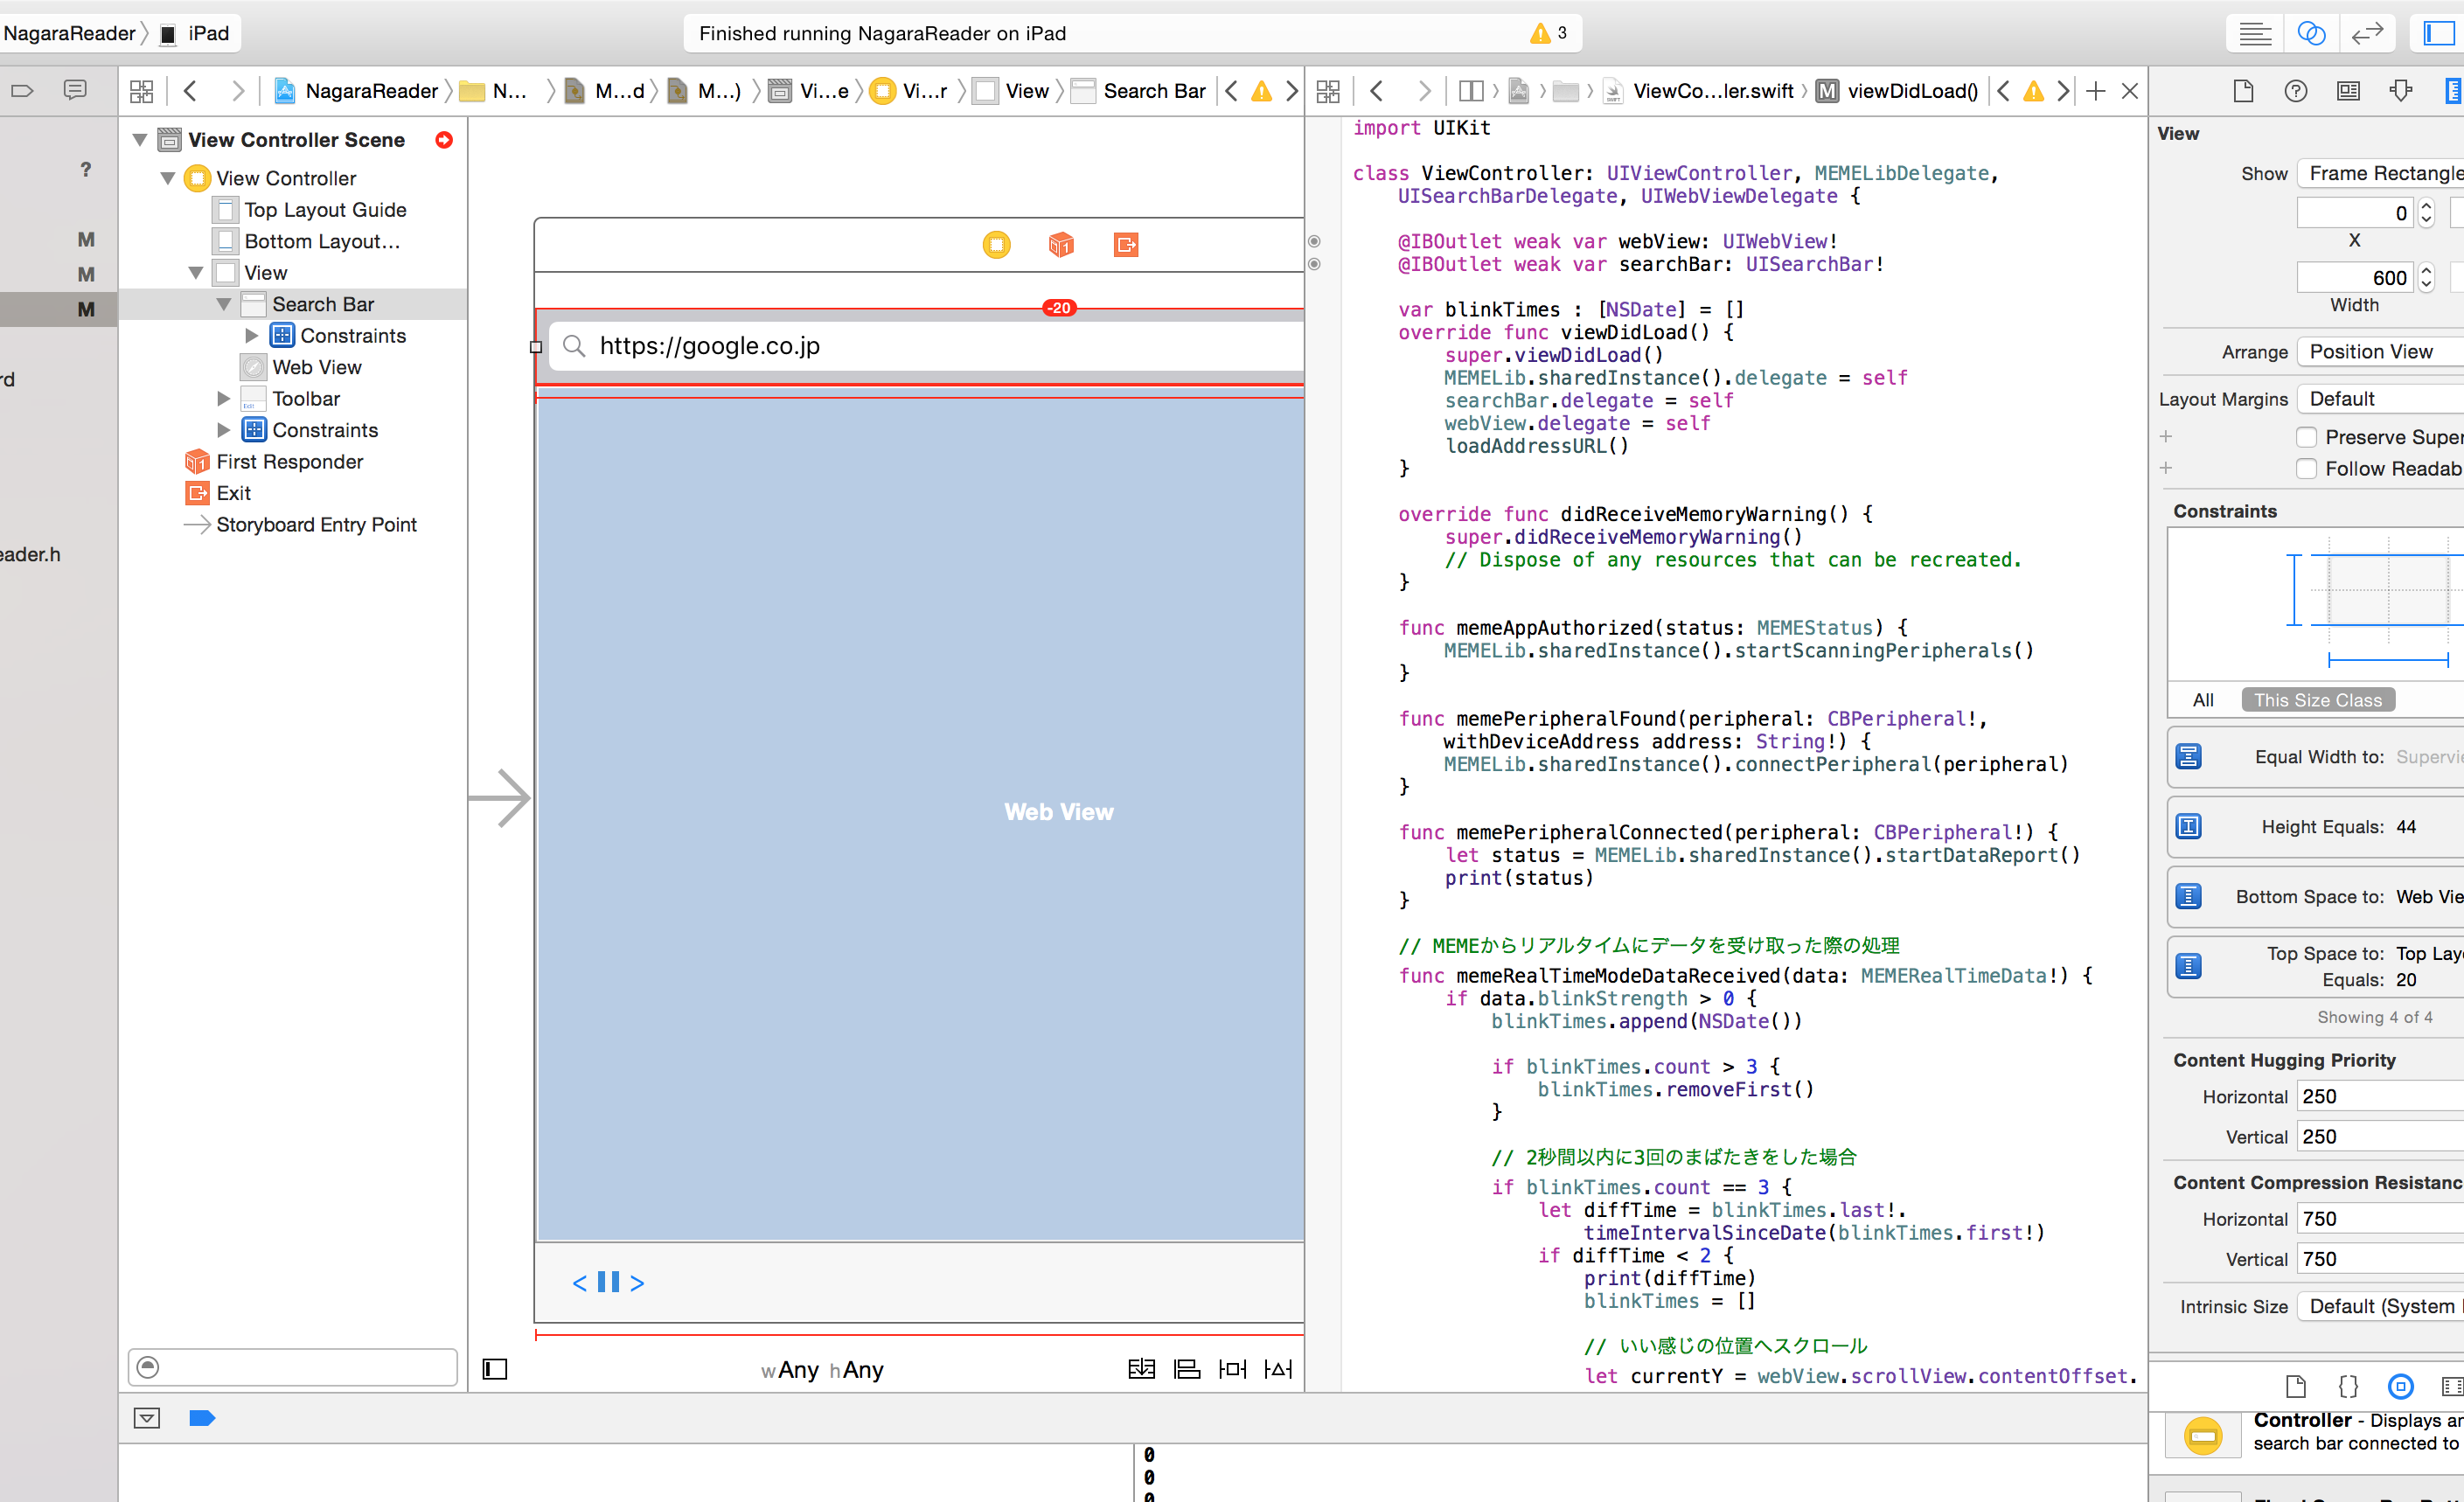 NagaraReader
iPad
Finished running NagaraReader on iPad
3
NagaraReader
N...
M...d
M...)
Vi...e
Vi...r
View
Search Bar
ViewCo...ler.swift
M
viewDidLoad()
?
M
M
M
rd
eader.h
View Controller Scene
View Controller
Top Layout Guide
Bottom Layout...
View
Search Bar
Constraints
Web View
Toolbar
Constraints
First Responder
Exit
Storyboard Entry Point
-20
https://google.co.jp
Web View
< >
wAny hAny
import UIKit
class ViewController: UIViewController, MEMELibDelegate,
UISearchBarDelegate, UIWebViewDelegate {
@IBOutlet weak var webView: UIWebView!
@IBOutlet weak var searchBar: UISearchBar!
var blinkTimes : [NSDate] = []
override func viewDidLoad() {
super.viewDidLoad()
MEMELib.sharedInstance().delegate = self
searchBar.delegate = self
webView.delegate = self
loadAddressURL()
}
override func didReceiveMemoryWarning() {
super.didReceiveMemoryWarning()
// Dispose of any resources that can be recreated.
}
func memeAppAuthorized(status: MEMEStatus) {
MEMELib.sharedInstance().startScanningPeripherals()
}
func memePeripheralFound(peripheral: CBPeripheral!,
withDeviceAddress address: String!) {
MEMELib.sharedInstance().connectPeripheral(peripheral)
}
func memePeripheralConnected(peripheral: CBPeripheral!) {
let status = MEMELib.sharedInstance().startDataReport()
print(status)
}
// MEMEからリアルタイムにデータを受け取った際の処理
func memeRealTimeModeDataReceived(data: MEMERealTimeData!) {
if data.blinkStrength > 0 {
blinkTimes.append(NSDate())
if blinkTimes.count > 3 {
blinkTimes.removeFirst()
}
// 2秒間以内に3回のまばたきをした場合
if blinkTimes.count == 3 {
let diffTime = blinkTimes.last!.
timeIntervalSinceDate(blinkTimes.first!)
if diffTime < 2 {
print(diffTime)
blinkTimes = []
// いい感じの位置へスクロール
let currentY = webView.scrollView.contentOffset.
0
0
0
View
Show
Frame Rectangle
0
X
600
Width
Arrange
Position View
Layout Margins
Default
Preserve Super
Follow Readab
Constraints
All
This Size Class
Equal Width to: Supervie
Height Equals: 44
Bottom Space to: Web Vie
Top Space to: Top Lay
Equals: 20
Showing 4 of 4
Content Hugging Priority
Horizontal 250
Vertical 250
Content Compression Resistanc
Horizontal 750
Vertical 750
Intrinsic Size
Default (System
Controller - Displays an
search bar connected to